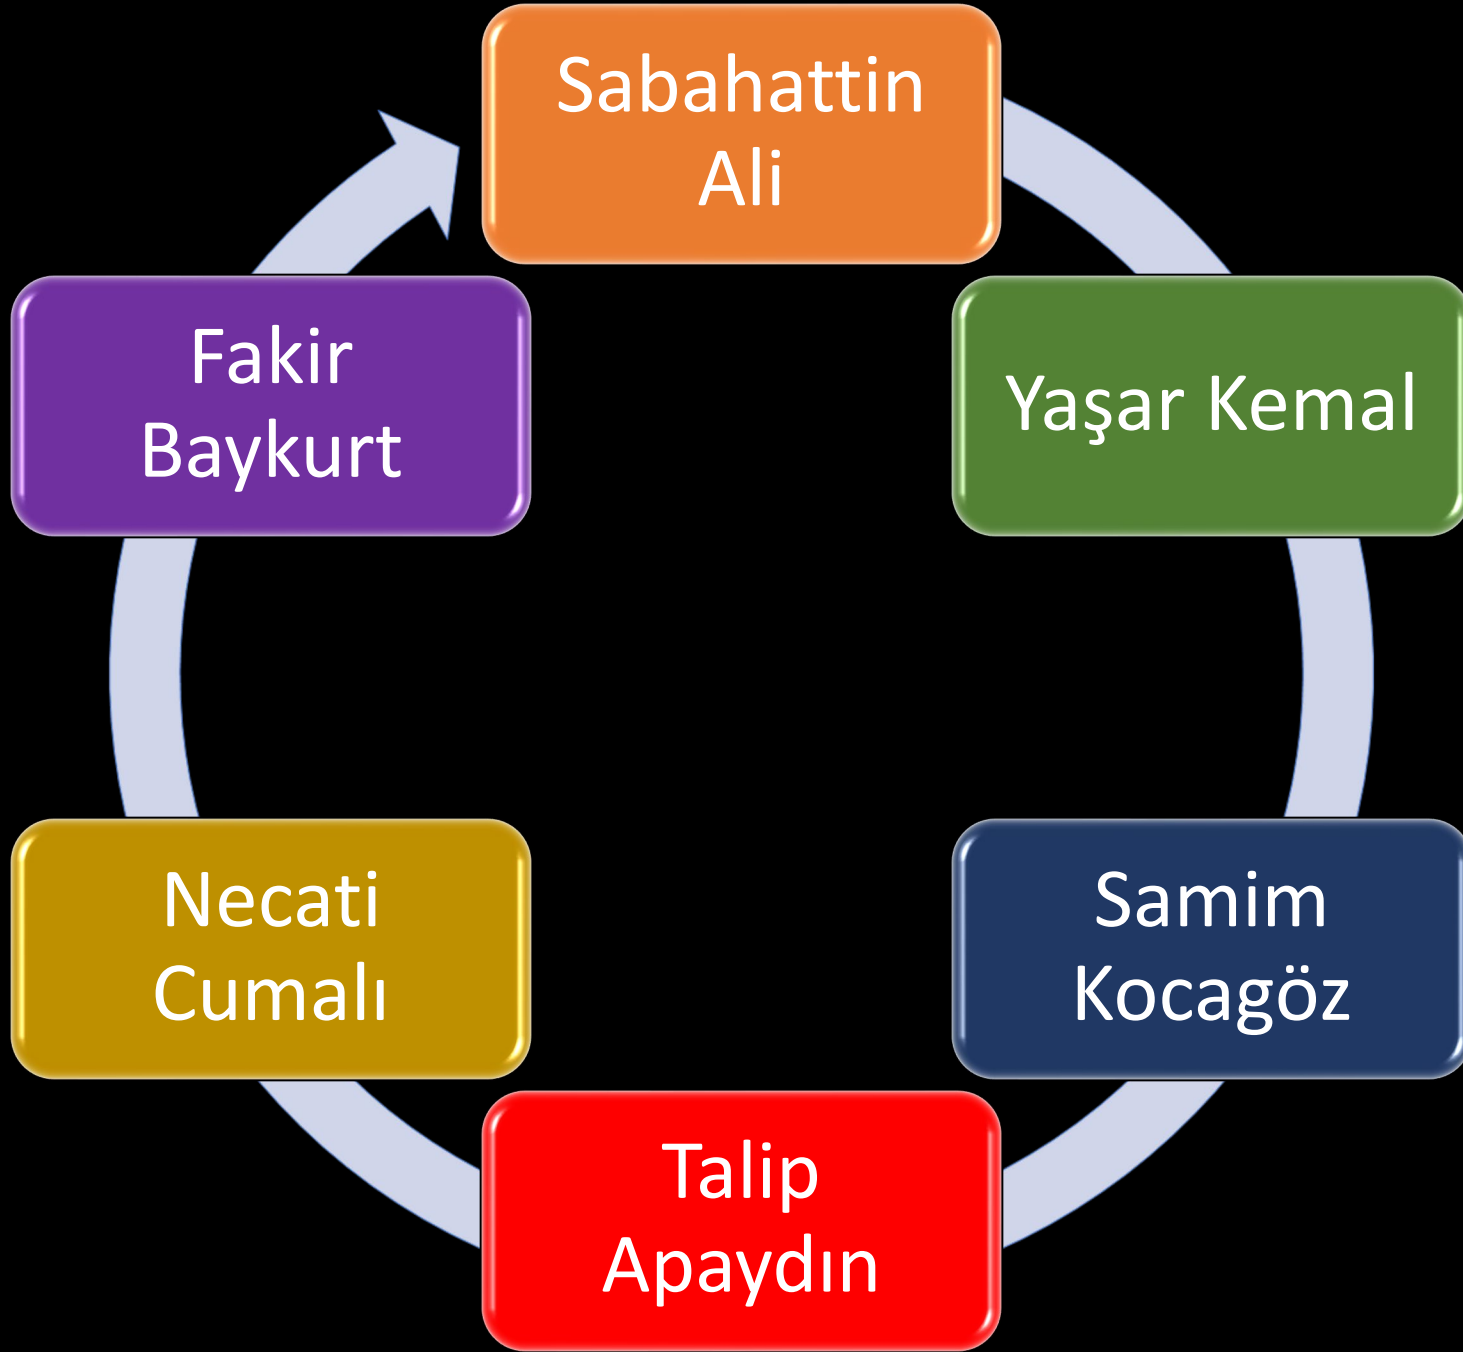 Sabahattin
Ali
Yaşar Kemal
Samim
Kocagöz
Talip
Apaydın
Necati
Cumalı
Fakir
Baykurt